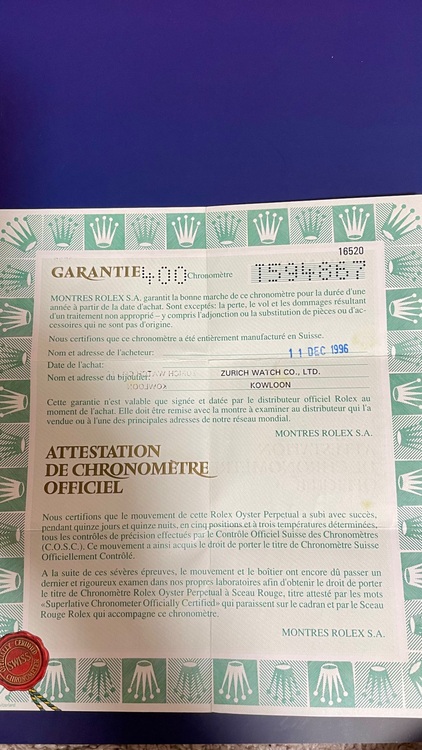 16520
GARANTIE 400 Chronomètre T594867
MONTRES ROLEX S.A. garantit la bonne marche de ce chronomètre pour la durée d'une
année à partir de la date d'achat. Sont exceptés: la perte, le vol et les dommages résultant
d'un traitement non approprié – y compris l'adjonction ou la substitution de pièces ou d'ac-
cessoires qui ne sont pas d'origine.
Nous certifions que ce chronomètre a été entièrement manufacturé en Suisse.
Nom et adresse de l'acheteur:
Date de l'achat: 11 DEC 1996
Nom et adresse du bijoutier: ZURICH WATCH CO., LTD.
KOWLOON
Cette garantie n'est valable que signée et datée par le distributeur officiel Rolex au
moment de l'achat. Elle doit être remise avec la montre à examiner au distributeur qui l'a
vendue ou à l'une des principales adresses de notre réseau mondial.
MONTRES ROLEX S.A.
ATTESTATION
DE CHRONOMÈTRE
OFFICIEL
Nous certifions que le mouvement de cette Rolex Oyster Perpetual a subi avec succès,
pendant quinze jours et quinze nuits, en cinq positions et à trois températures déterminées,
tous les contrôles de précision effectués par le Contrôle Officiel Suisse des Chronomètres
(C.O.S.C.). Ce mouvement a ainsi acquis le droit de porter le titre de Chronomètre Suisse
Officiellement Contrôlé.
A la suite de ces sévères épreuves, le mouvement et le boîtier ont encore dû passer un
dernier et rigoureux examen dans nos propres laboratoires afin d'obtenir le droit de porter
le titre de Chronomètre Rolex Oyster Perpetual à Sceau Rouge, titre attesté par les mots
«Superlative Chronometer Officially Certified» qui paraissent sur le cadran et par le Sceau
Rouge Rolex qui accompagne ce chronomètre.
MONTRES ROLEX S.A.
SWISS